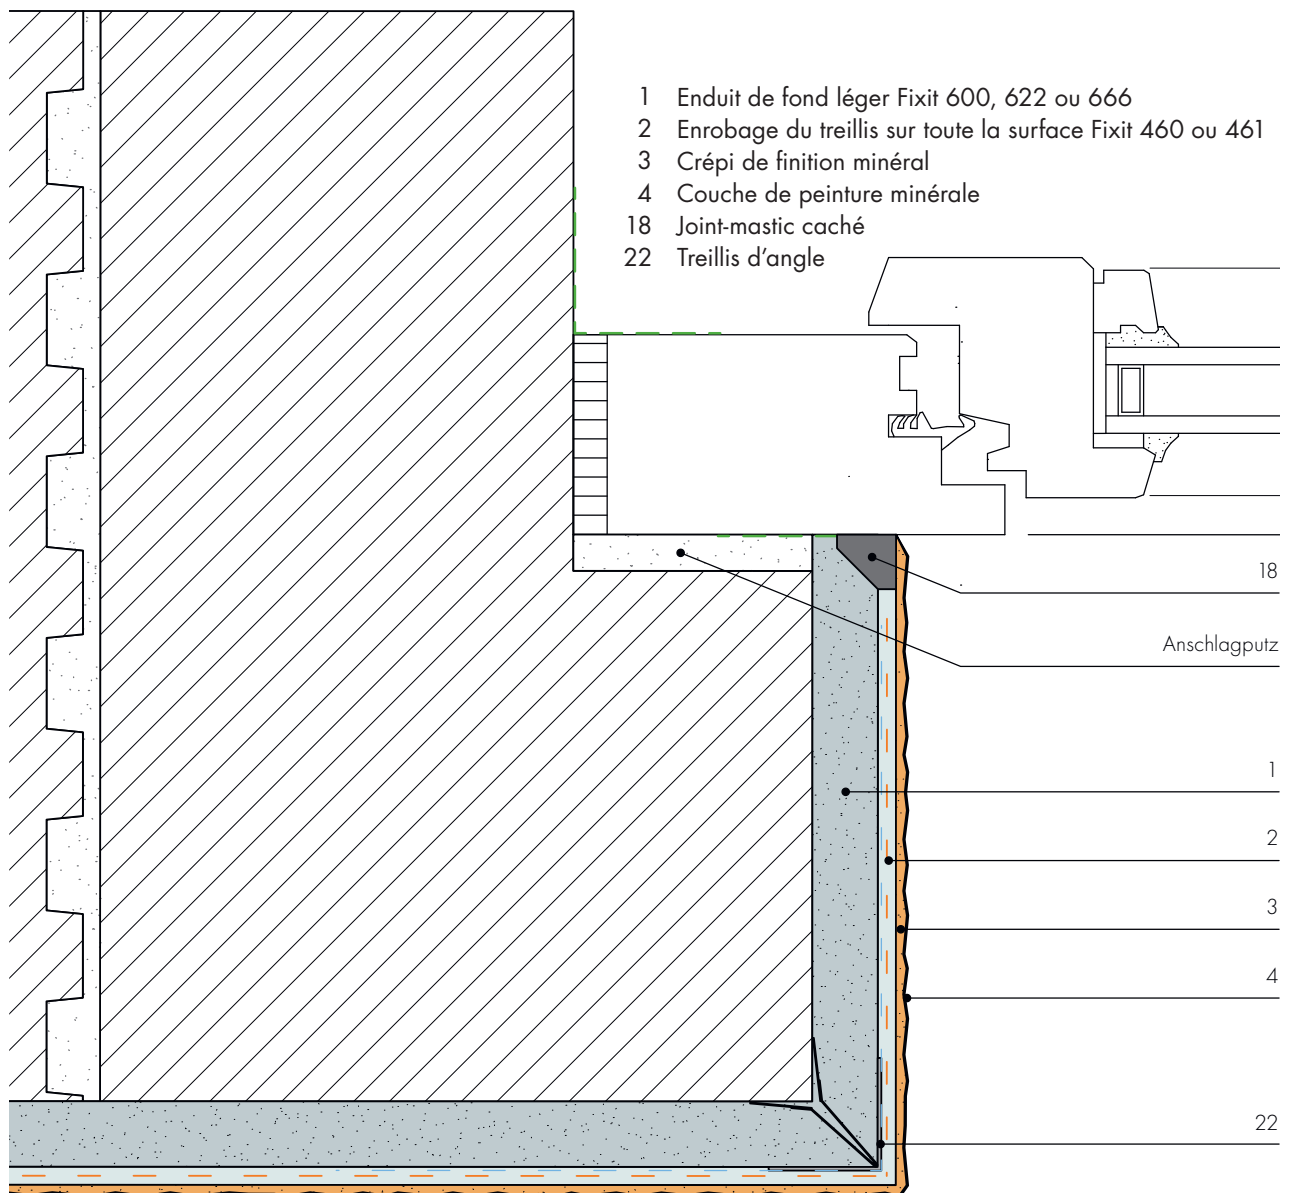 1 Enduit de fond léger Fixit 600, 622 ou 666
2 Enrobage du treillis sur toute la surface Fixit 460 ou 461
3 Crépi de finition minéral
4 Couche de peinture minérale
18 Joint-mastic caché
22 Treillis d'angle
18
Anschlagputz
1
2
3
4
22